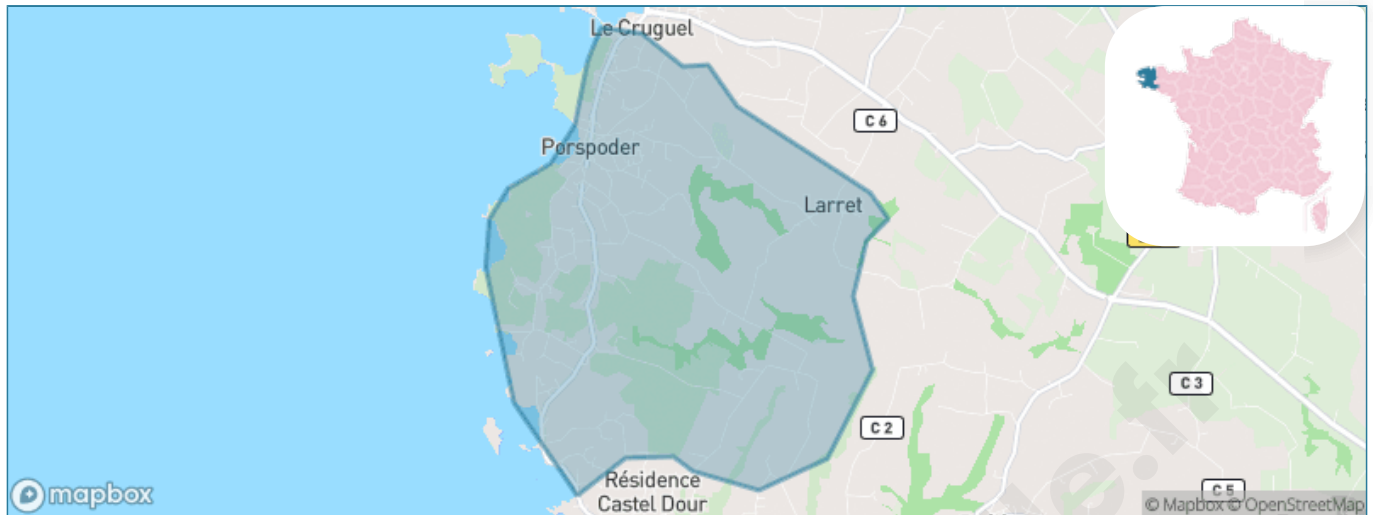 Le Cruguel
C 6
Porspoder
Larret
C 3
C 2
Résidence
Castel Dour
C 5
mapbox
© Mapbox © OpenStreetMap